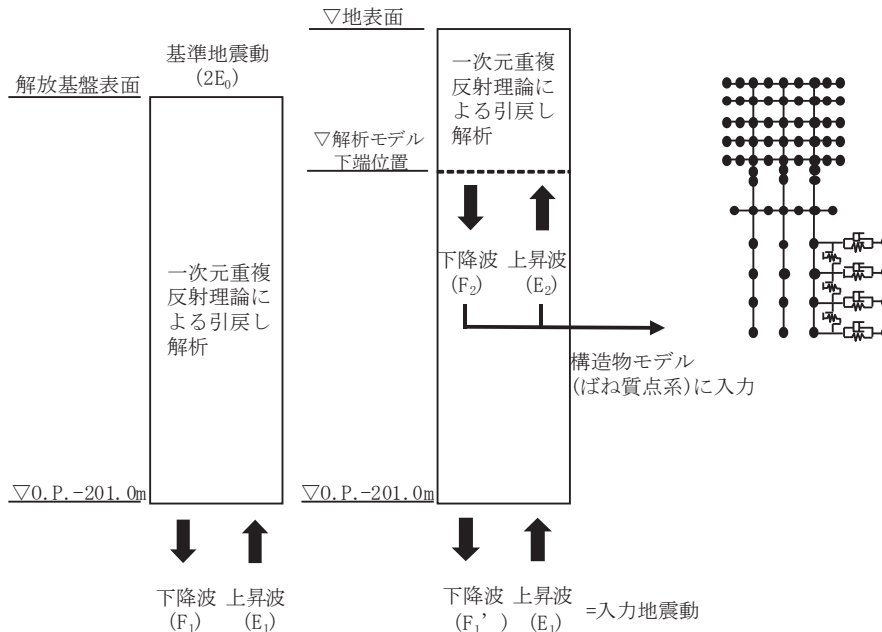 ▽地表面
基準地震動
(2E₀)
解放基盤表面
一次元重複
反射理論に
よる引戻し
解析
▽解析モデル
下端位置
下降波
(F₂)
上昇波
(E₂)
一次元重複
反射理論に
よる引戻し
解析
構造物モデル
(ばね質点系)に入力
▽O.P.-201.0m
▽O.P.-201.0m
下降波
(F₁)
上昇波
(E₁)
下降波
(F₁’)
上昇波
(E₁)
=入力地震動